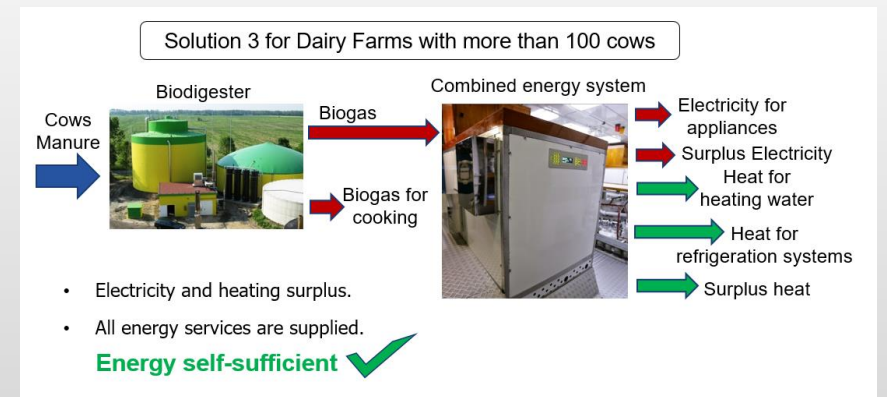 Solution 3 for Dairy Farms with more than 100 cows
Cows
Manure
Biodigester
Biogas
Biogas for
cooking
Combined energy system
Electricity for
appliances
Surplus Electricity
Heat for
heating water
Heat for
refrigeration systems
Surplus heat
• Electricity and heating surplus.
• All energy services are supplied.
Energy self-sufficient